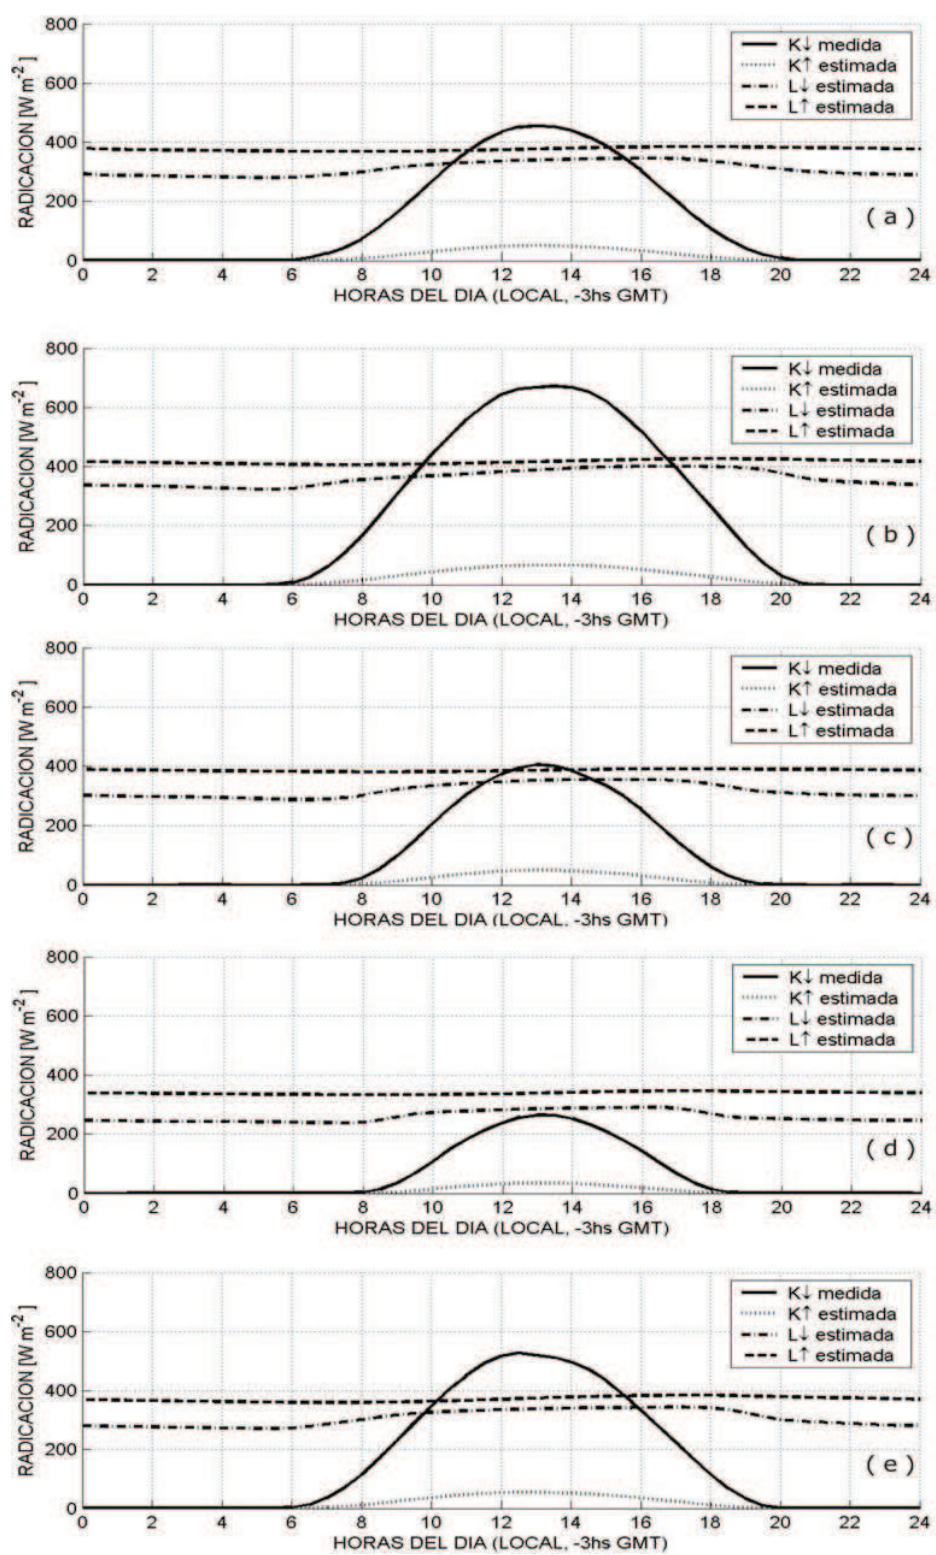 800
600
400
200
0
RADICACION [W m-2 ]
K↓ medida
K↑ estimada
L↓ estimada
L↑ estimada
( a )
0 2 4 6 8 10 12 14 16 18 20 22 24
HORAS DEL DIA (LOCAL, -3hs GMT)
800
600
400
200
0
RADICACION [W m-2 ]
K↓ medida
K↑ estimada
L↓ estimada
L↑ estimada
( b )
0 2 4 6 8 10 12 14 16 18 20 22 24
HORAS DEL DIA (LOCAL, -3hs GMT)
800
600
400
200
0
RADICACION [W m-2 ]
K↓ medida
K↑ estimada
L↓ estimada
L↑ estimada
( c )
0 2 4 6 8 10 12 14 16 18 20 22 24
HORAS DEL DIA (LOCAL, -3hs GMT)
800
600
400
200
0
RADICACION [W m-2 ]
K↓ medida
K↑ estimada
L↓ estimada
L↑ estimada
( d )
0 2 4 6 8 10 12 14 16 18 20 22 24
HORAS DEL DIA (LOCAL, -3hs GMT)
800
600
400
200
0
RADICACION [W m-2 ]
K↓ medida
K↑ estimada
L↓ estimada
L↑ estimada
( e )
0 2 4 6 8 10 12 14 16 18 20 22 24
HORAS DEL DIA (LOCAL, -3hs GMT)